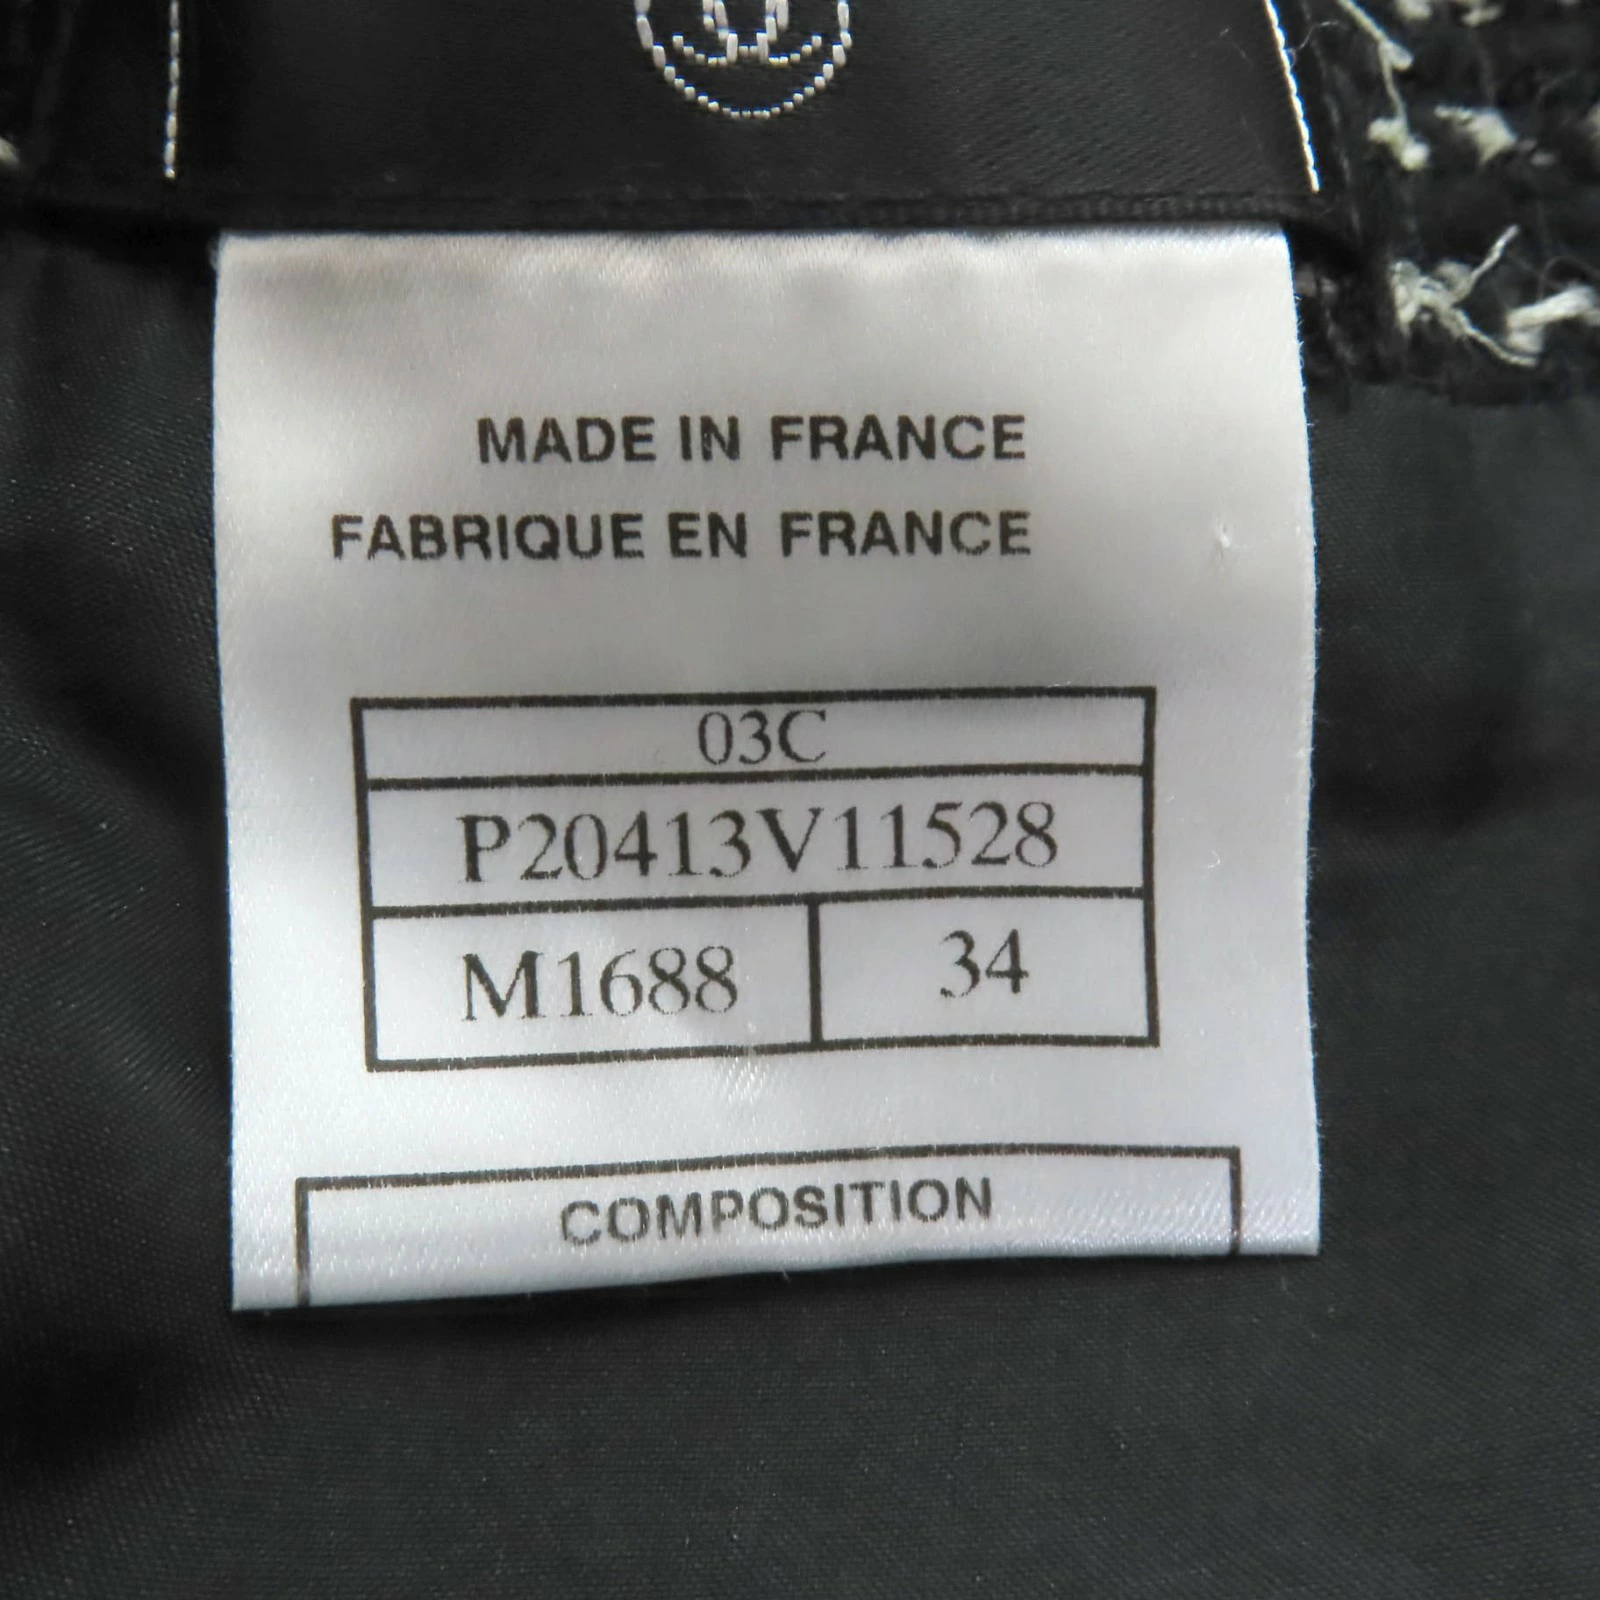 MADE IN FRANCE
FABRIQUE EN FRANCE
03C
P20413V11528
M1688 34
COMPOSITION